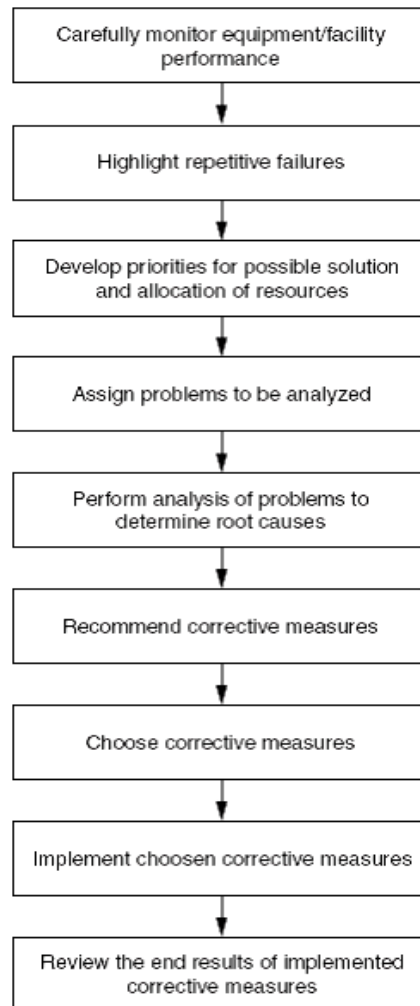 Carefully monitor equipment/facility
performance
Highlight repetitive failures
Develop priorities for possible solution
and allocation of resources
Assign problems to be analyzed
Perform analysis of problems to
determine root causes
Recommend corrective measures
Choose corrective measures
Implement choosen corrective measures
Review the end results of implemented
corrective measures